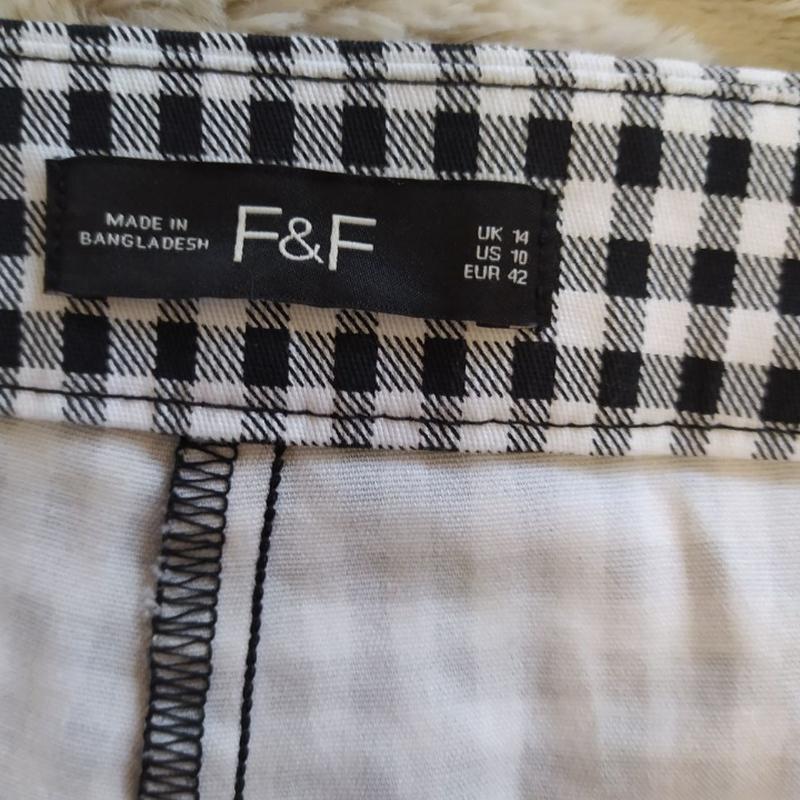 MADE IN
BANGLADESH
F&F
UK 14
US 10
EUR 42